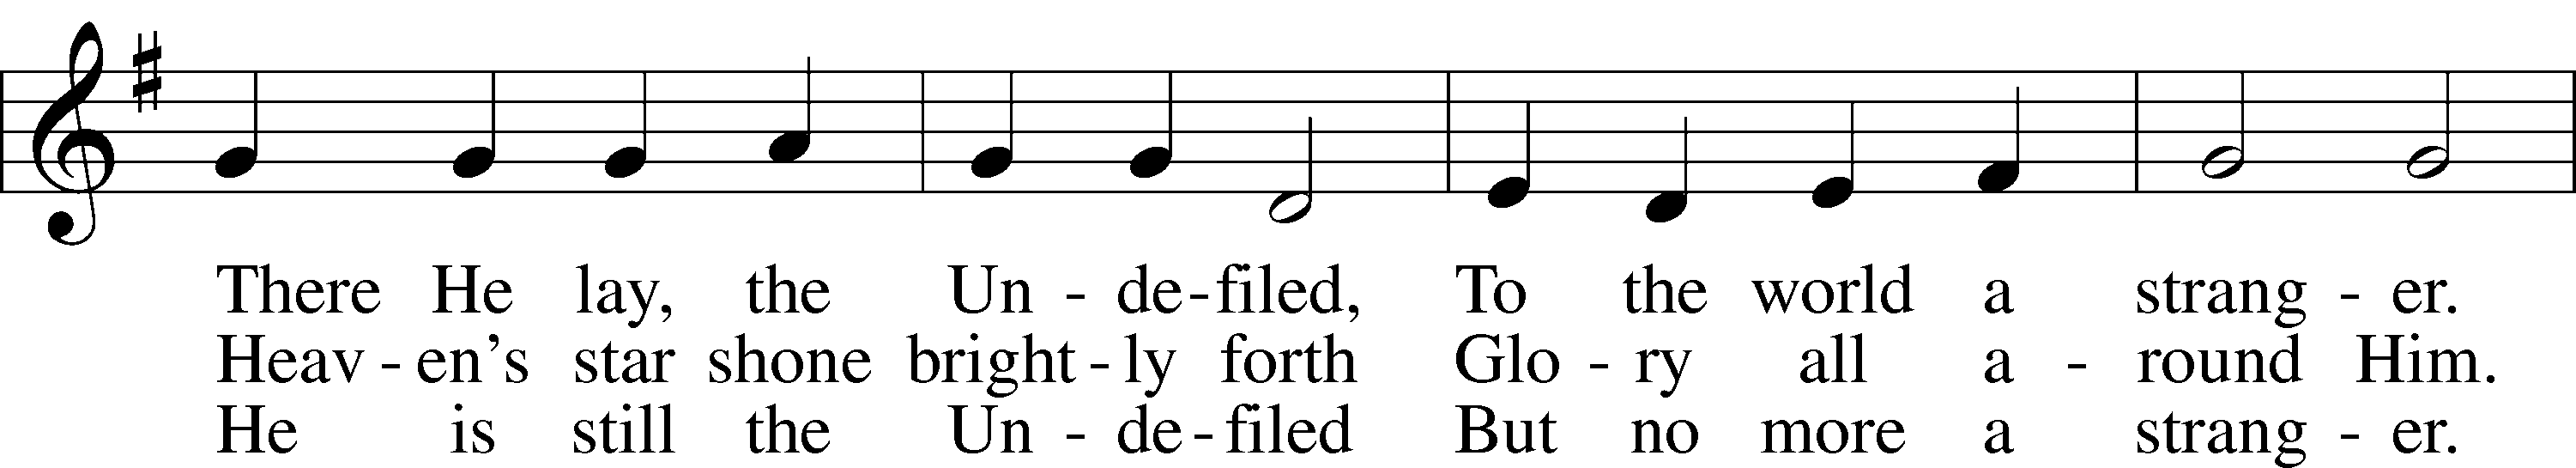 There He lay, the Un - de - filed, To the world a strang - er.
Heav - en's star shone bright - ly forth Glo - ry all a - round Him.
He is still the Un - de - filed But no more a strang - er.